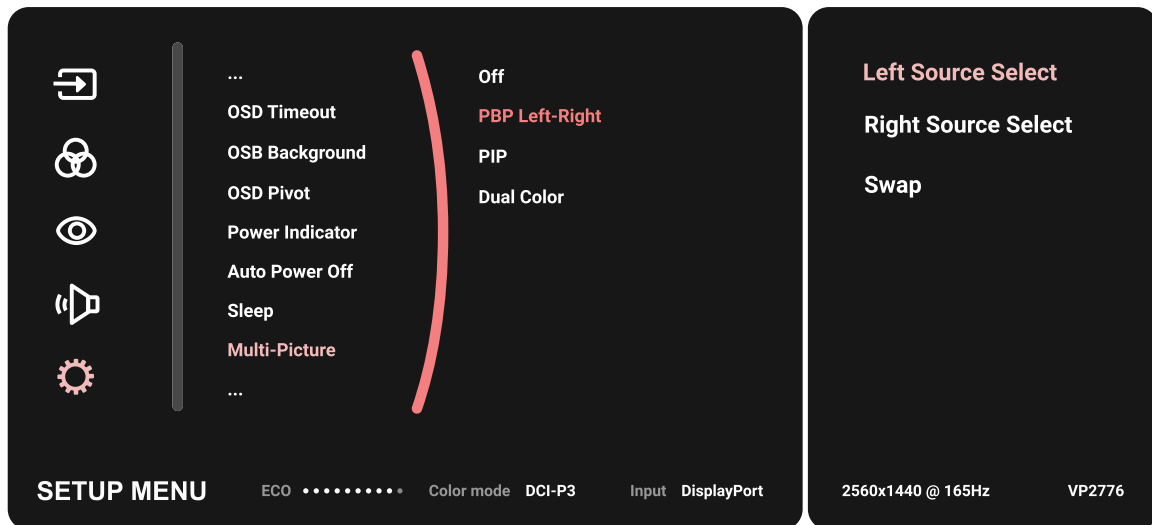 ...
OSD Timeout
OSB Background
OSD Pivot
Power Indicator
Auto Power Off
Sleep
Multi-Picture
...
Off
PBP Left-Right
PIP
Dual Color
Left Source Select
Right Source Select
Swap
SETUP MENU
ECO
Color mode DCI-P3
Input DisplayPort
2560x1440 @ 165Hz
VP2776